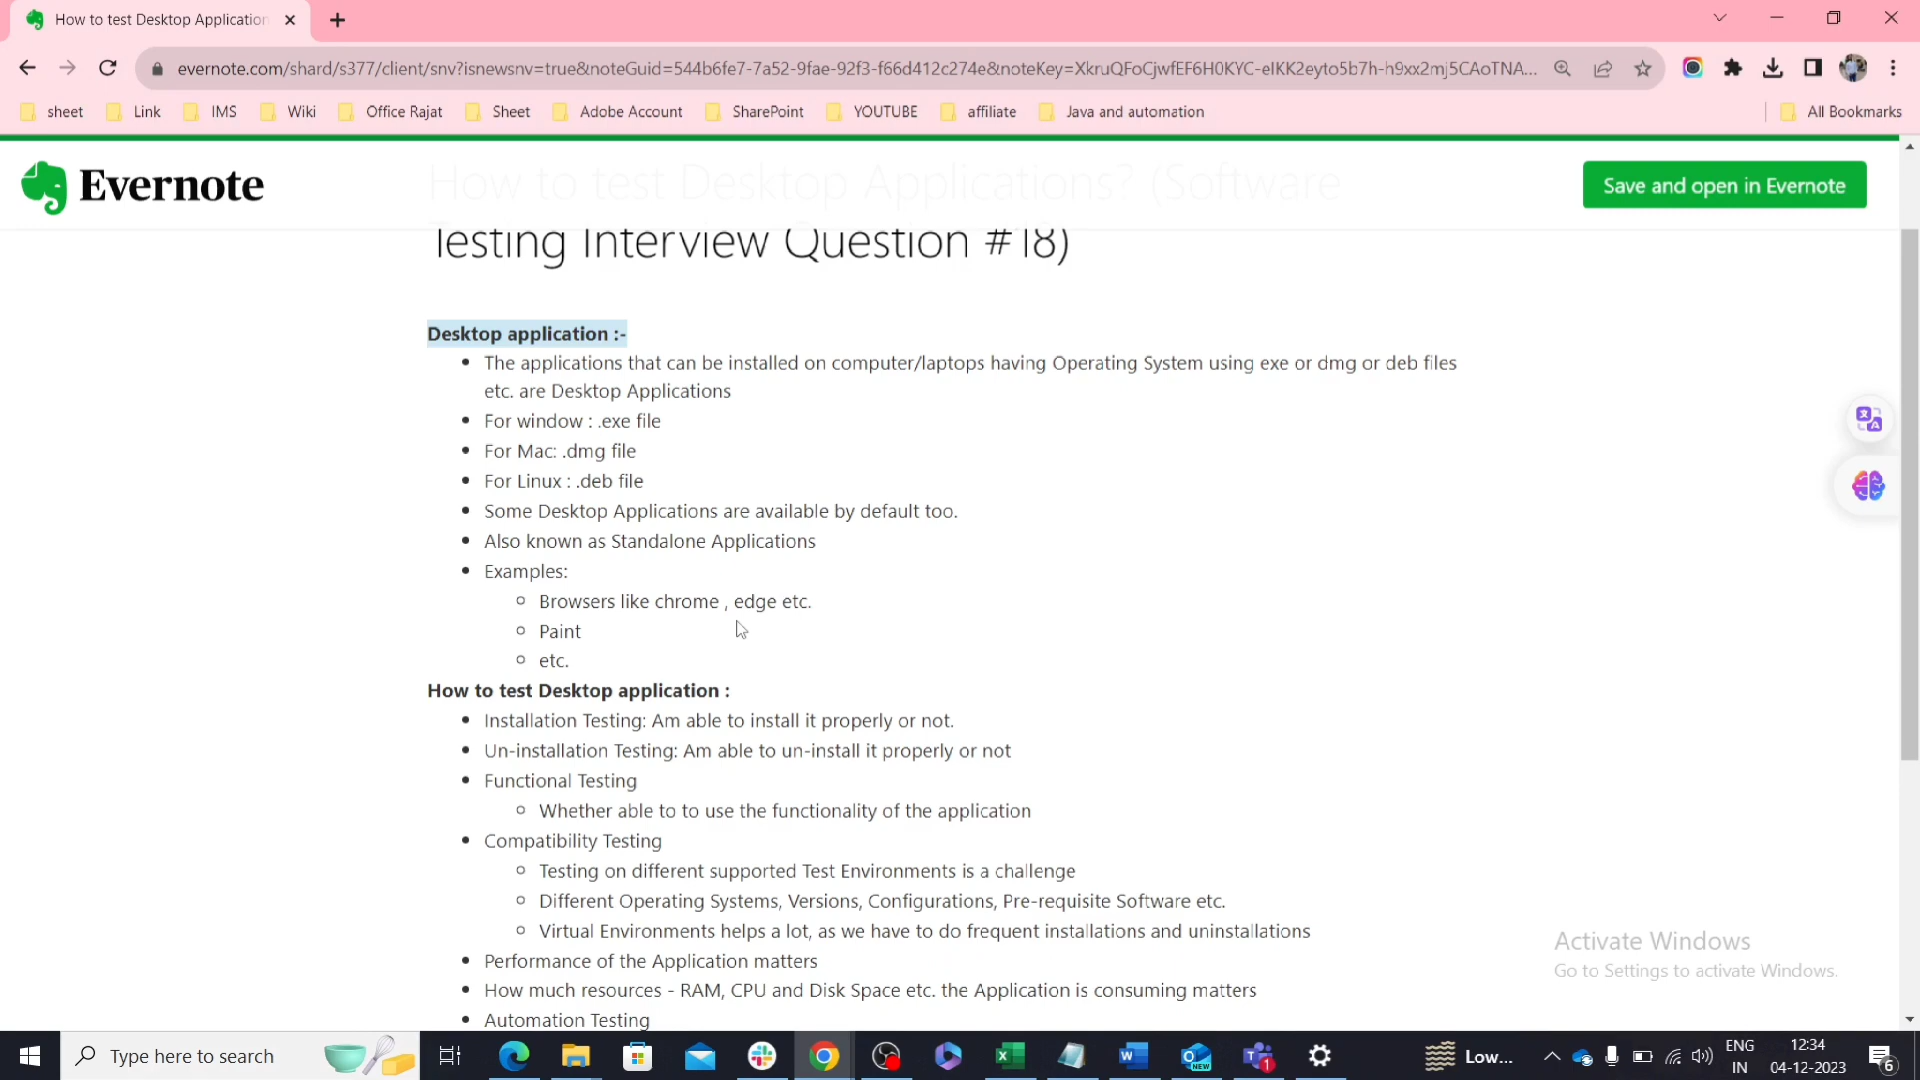 How to test Desktop Application
evernote.com/shard/s377/client/snv?isnewsnv=true&noteGuid=544b6fe7-7a52-9fae-92f3-f66d412c274e&noteKey=XkruQFoCjwfEF6H0KYC-eIKK2eyto5b7h-h9xx2mj5CAoTNA...
sheet Link IMS Wiki Office Rajat Sheet Adobe Account SharePoint YOUTUBE affiliate Java and automation All Bookmarks
Evernote
How to test Desktop Applications? (Software
Save and open in Evernote
Testing Interview Question #18)
Desktop application :-
• The applications that can be installed on computer/laptops having Operating System using exe or dmg or deb files
etc. are Desktop Applications
• For window : .exe file
• For Mac: .dmg file
• For Linux : .deb file
• Some Desktop Applications are available by default too.
• Also known as Standalone Applications
• Examples:
○ Browsers like chrome , edge etc.
○ Paint
○ etc.
How to test Desktop application :
• Installation Testing: Am able to install it properly or not.
• Un-installation Testing: Am able to un-install it properly or not
• Functional Testing
○ Whether able to to use the functionality of the application
• Compatibility Testing
○ Testing on different supported Test Environments is a challenge
○ Different Operating Systems, Versions, Configurations, Pre-requisite Software etc.
○ Virtual Environments helps a lot, as we have to do frequent installations and uninstallations
• Performance of the Application matters
• How much resources - RAM, CPU and Disk Space etc. the Application is consuming matters
• Automation Testing
Activate Windows
Go to Settings to activate Windows.
Type here to search
Low...
ENG
IN
12:34
04-12-2023
6
1
NEW